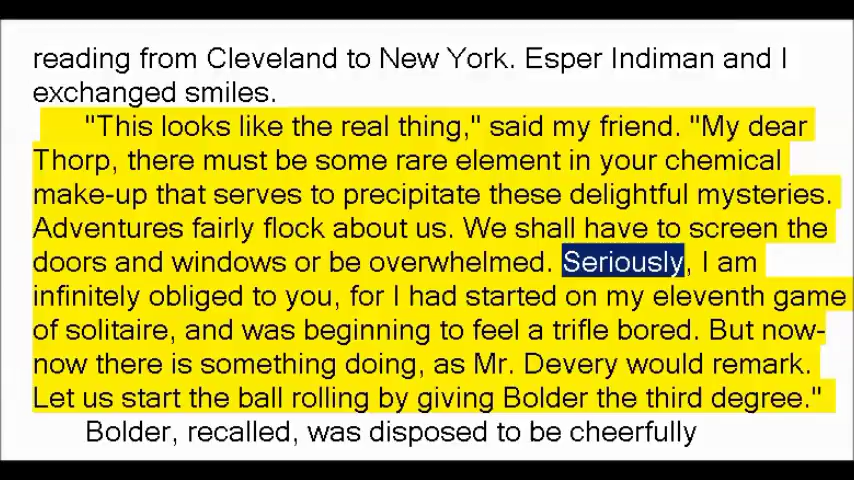 reading from Cleveland to New York. Esper Indiman and I
exchanged smiles.
"This looks like the real thing," said my friend. "My dear
Thorp, there must be some rare element in your chemical
make-up that serves to precipitate these delightful mysteries.
Adventures fairly flock about us. We shall have to screen the
doors and windows or be overwhelmed. Seriously, I am
infinitely obliged to you, for I had started on my eleventh game
of solitaire, and was beginning to feel a trifle bored. But now-
now there is something doing, as Mr. Devery would remark.
Let us start the ball rolling by giving Bolder the third degree."
Bolder, recalled, was disposed to be cheerfully